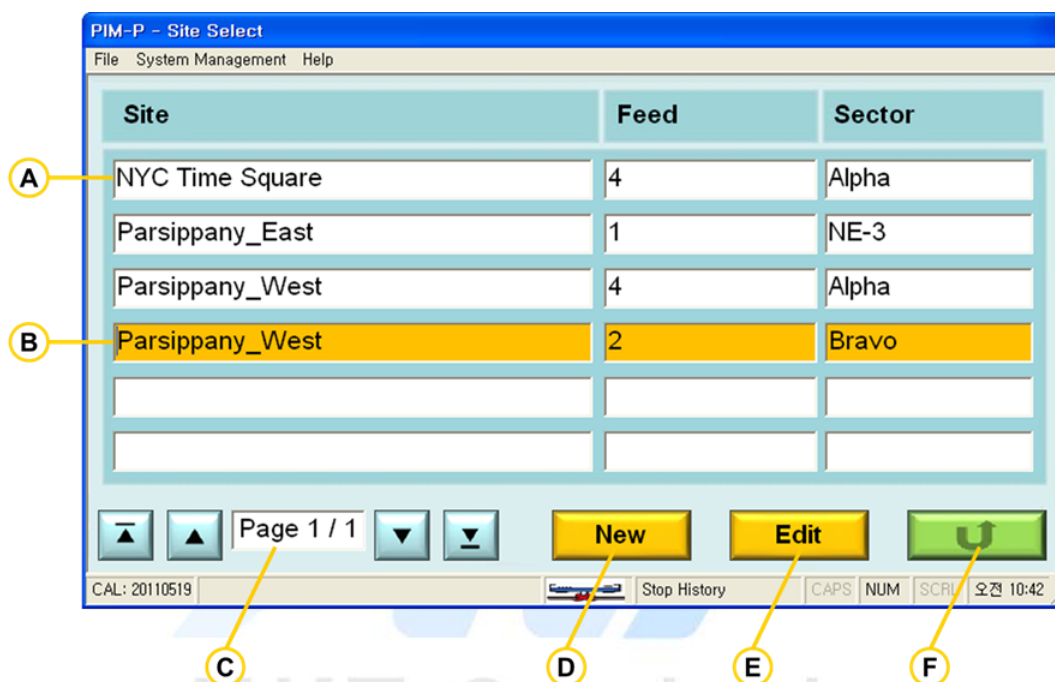 PIM-P - Site Select
File System Management Help
Site Feed Sector
A NYC Time Square 4 Alpha
Parsippany_East 1 NE-3
Parsippany_West 4 Alpha
B Parsippany_West 2 Bravo
Page 1 / 1 New Edit
CAL: 20110519 Stop History CAPS NUM SCRL 오전 10:42
C D E F